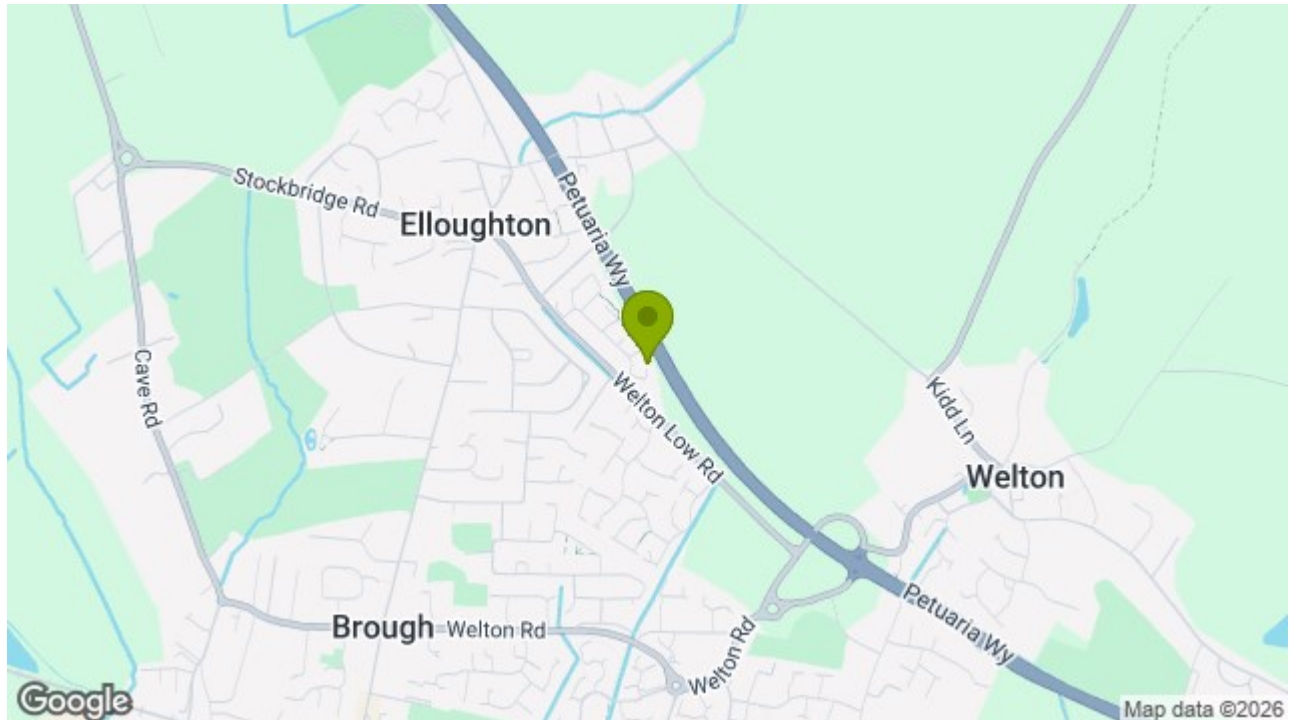 Stockbridge Rd
Elloughton
Petuaria Wy
Cave Rd
Welton Low Rd
Kidd Ln
Welton
Brough
Welton Rd
Welton Rd
Petuaria Wy
Google
Map data ©2026